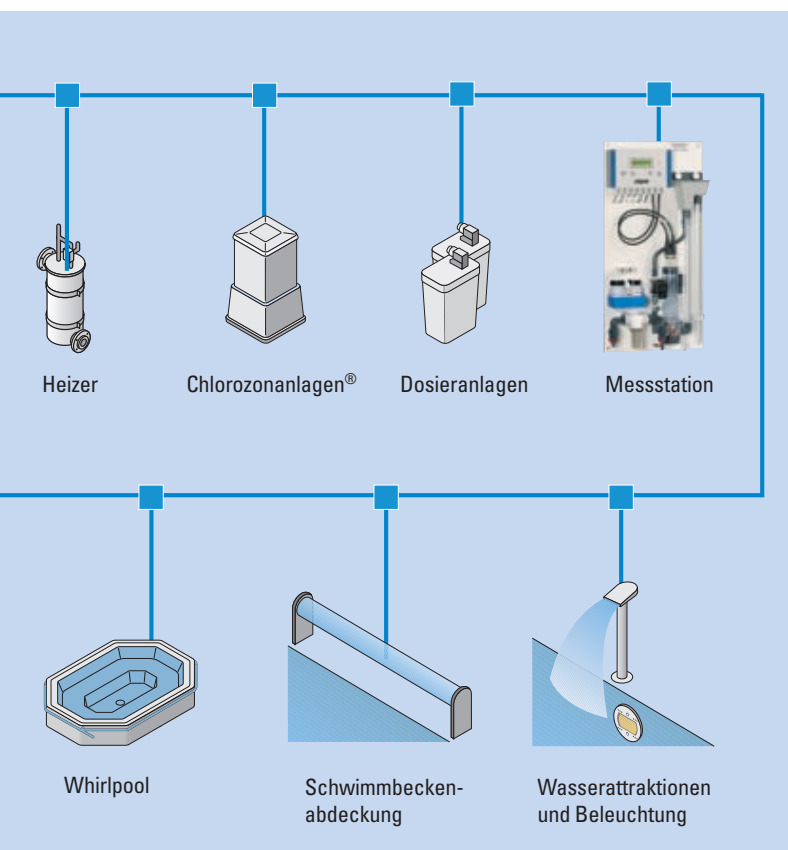 Heizer
Chlorozonanlagen®
Dosieranlagen
Messstation
Whirlpool
Schwimmbecken-
abdeckung
Wasserattraktionen
und Beleuchtung